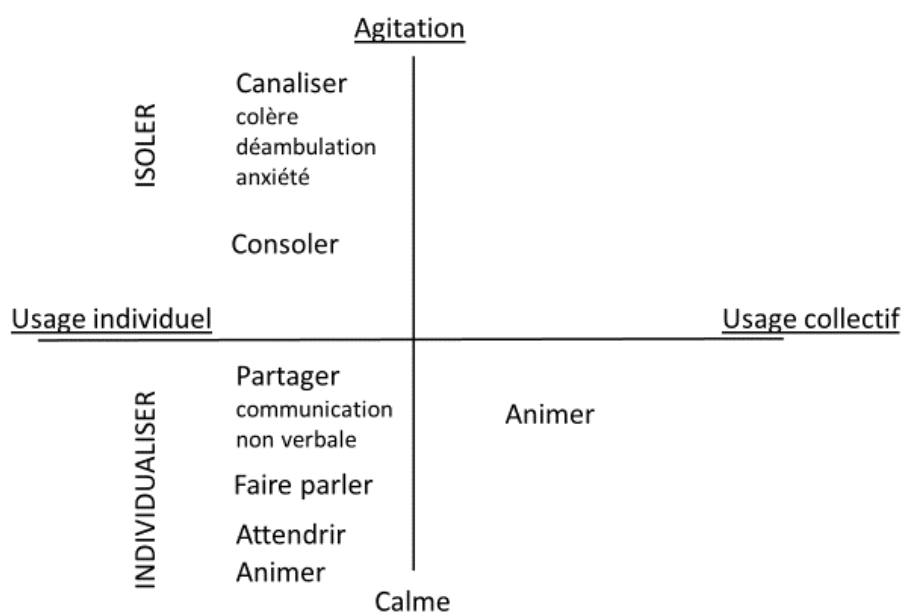 Agitation
ISOLER
Canaliser
colère
déambulation
anxiété
Consoler
Usage individuel
Usage collectif
INDIVIDUALISER
Partager
communication
non verbale
Animer
Faire parler
Attendrir
Animer
Calme